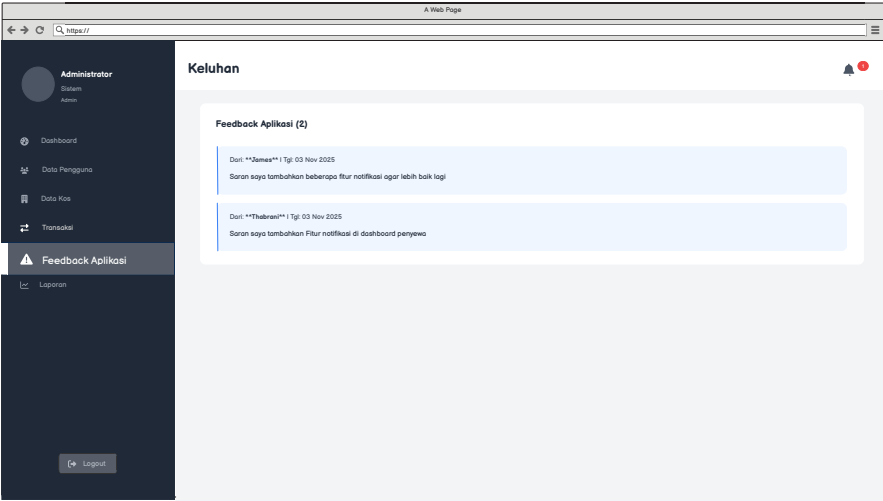 A Web Page
https://
Administrator
Sistem
Admin
Dashboard
Data Pengguna
Data Kos
Transaksi
Feedback Aplikasi
Laporan
Logout
Keluhan
1
Feedback Aplikasi (2)
Dari: **James** | Tgl: 03 Nov 2025
Saran saya tambahkan beberapa fitur notifikasi agar lebih baik lagi
Dari: **Thabrani** | Tgl: 03 Nov 2025
Saran saya tambahkan Fitur notifikasi di dashboard penyewa